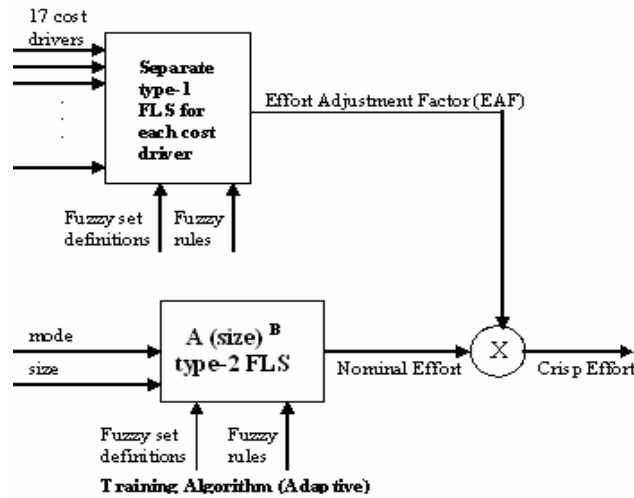 17 cost
drivers
Separate
type-1
FLS for
each cost
driver
Effort Adjustment Factor (EAF)
Fuzzy set
definitions
Fuzzy
rules
mode
size
A (size) B
type-2 FLS
Nominal Effort
X
Crisp Effort
Fuzzy set
definitions
Fuzzy
rules
Training Algorithm (Adaptive)